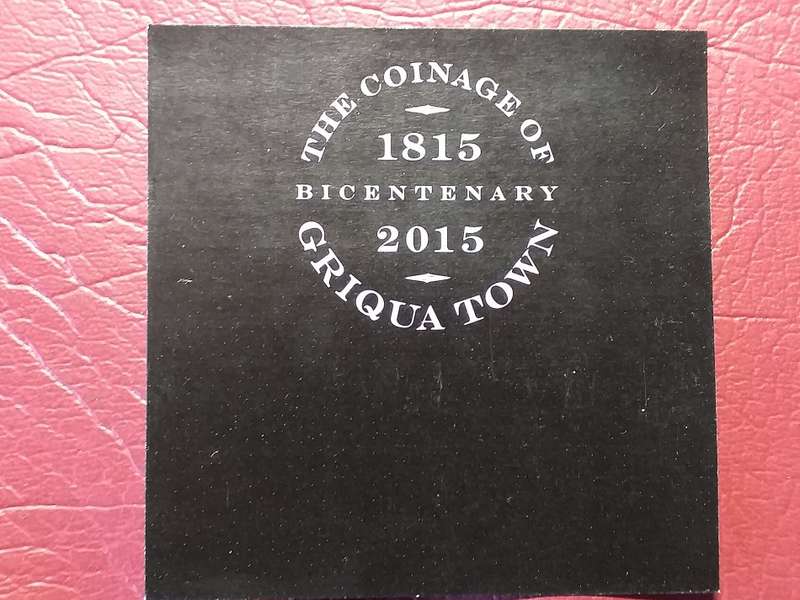 THE COINAGE OF
1815
BICENTENARY
2015
GRIQUA TOWN